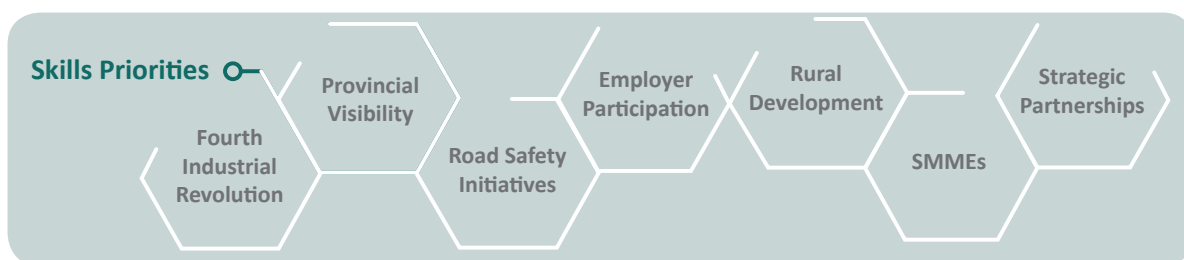 Skills Priorities
Fourth
Industrial
Revolution
Provincial
Visibility
Road Safety
Initiatives
Employer
Participation
Rural
Development
SMMEs
Strategic
Partnerships